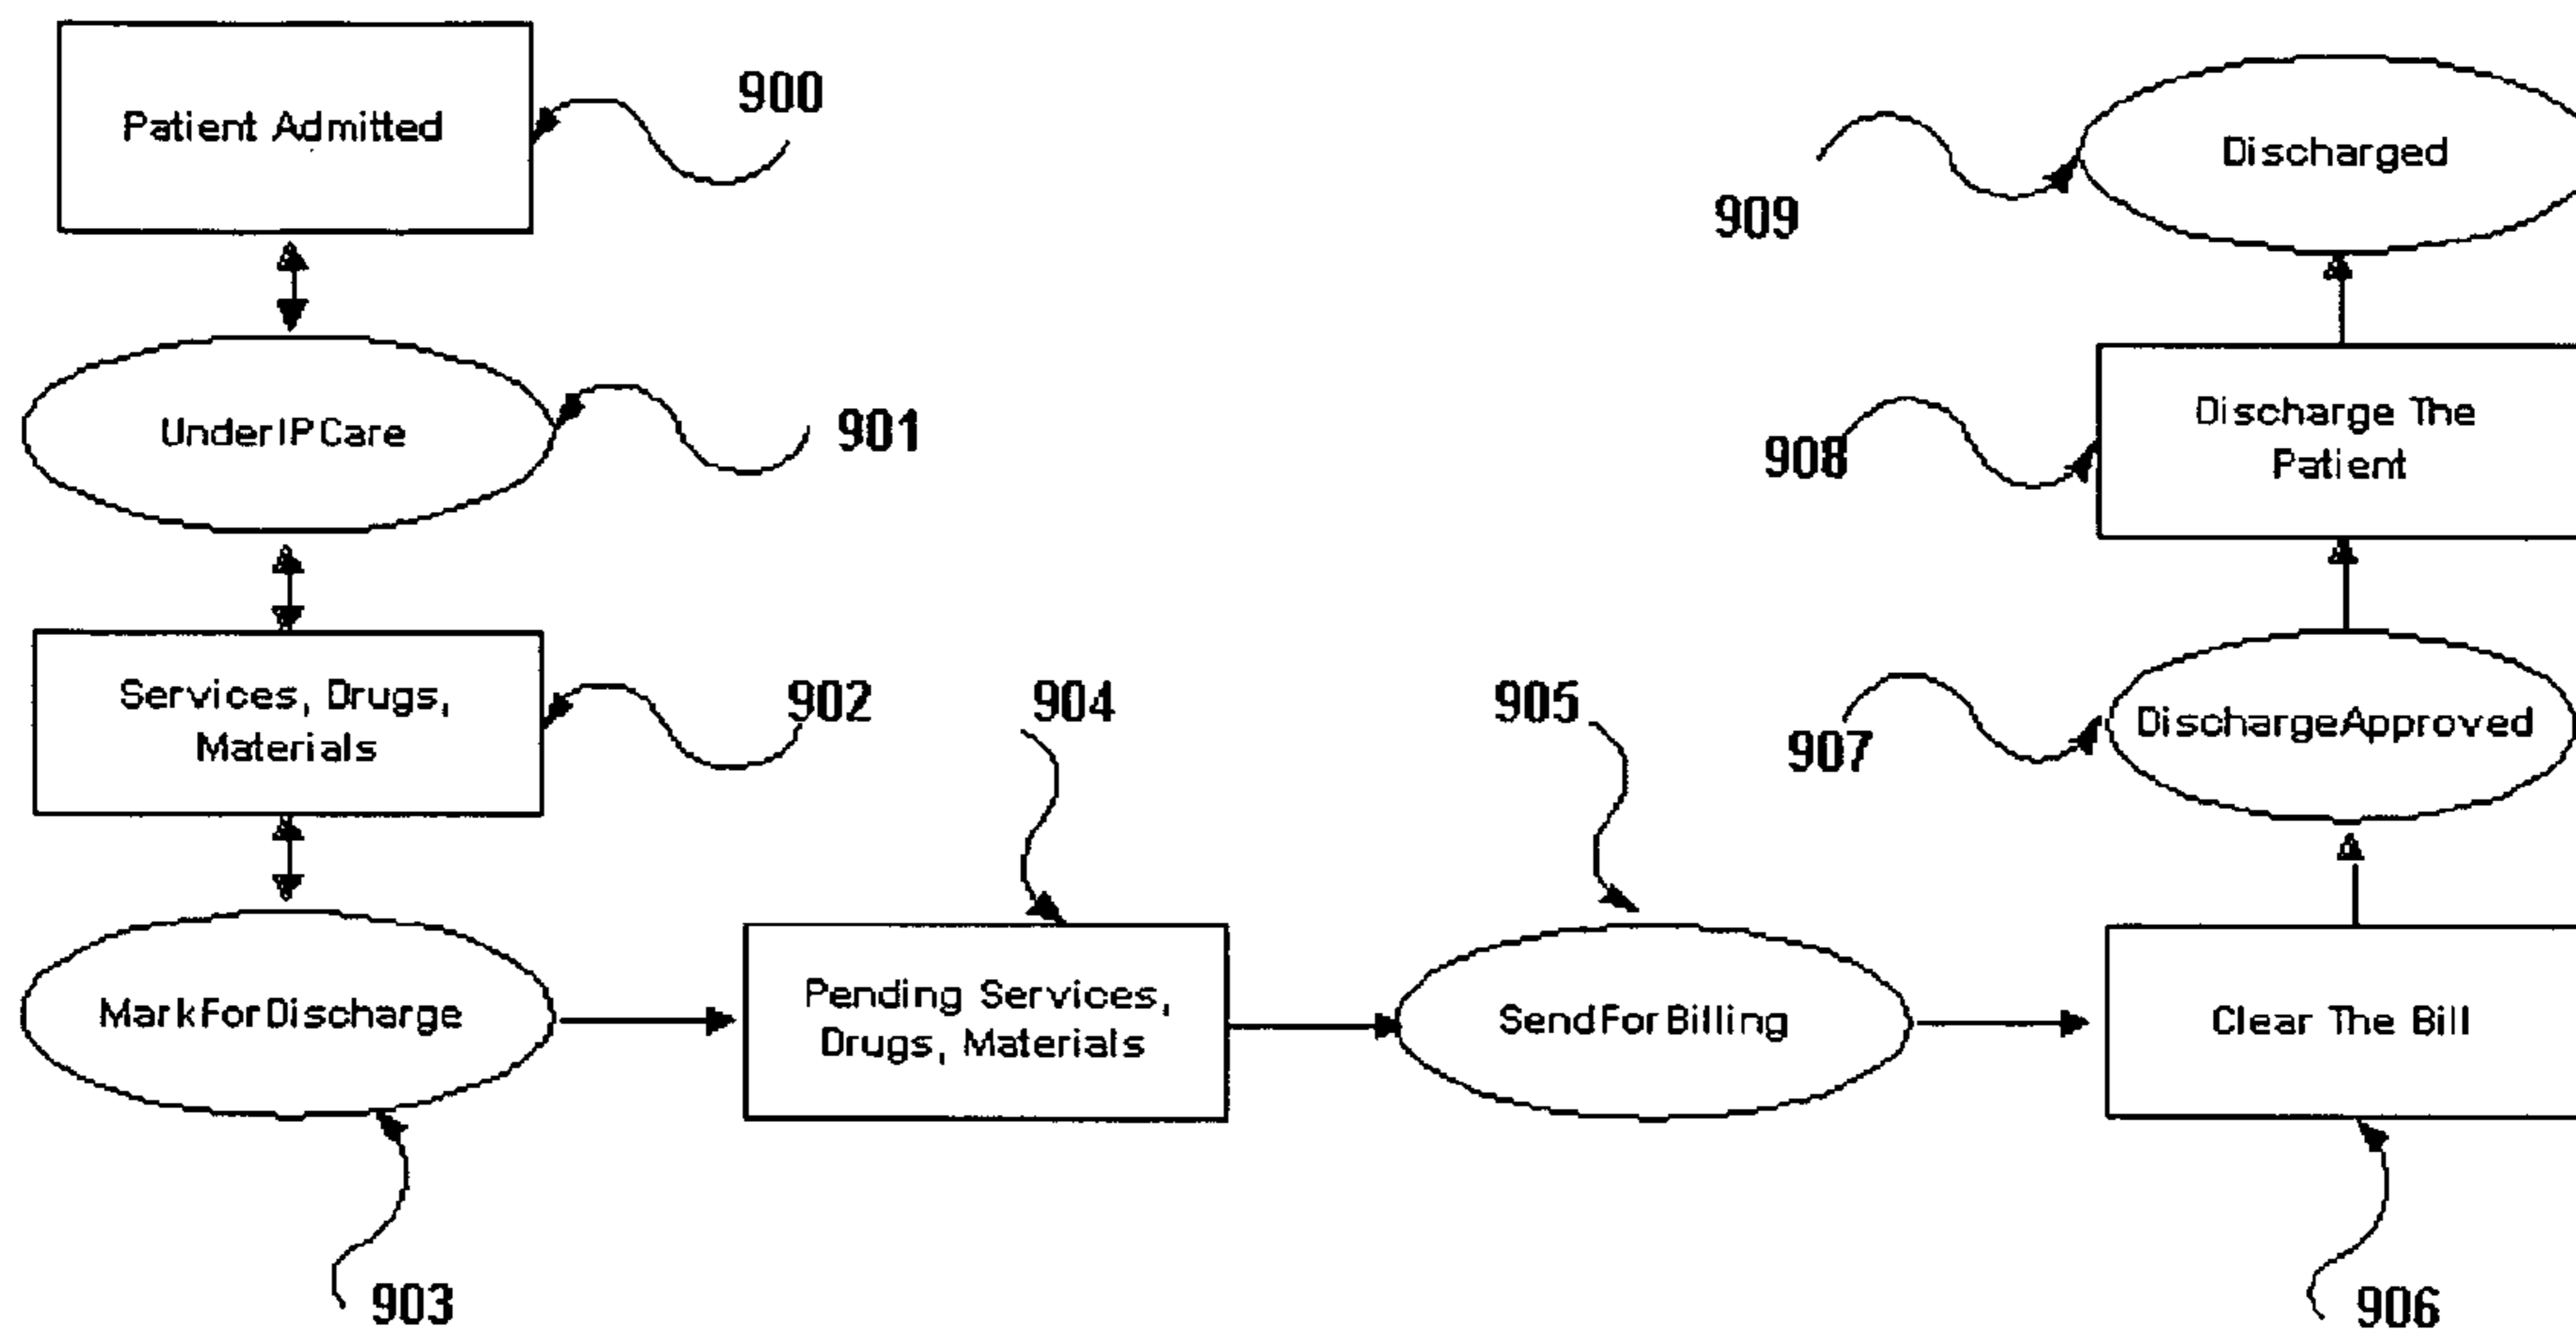 Patient Admitted
900
UnderIPCare
901
Services, Drugs,
Materials
902
MarkForDischarge
903
904
Pending Services,
Drugs, Materials
905
SendForBilling
Clear The Bill
906
DischargeApproved
907
Discharge The
Patient
908
Discharged
909